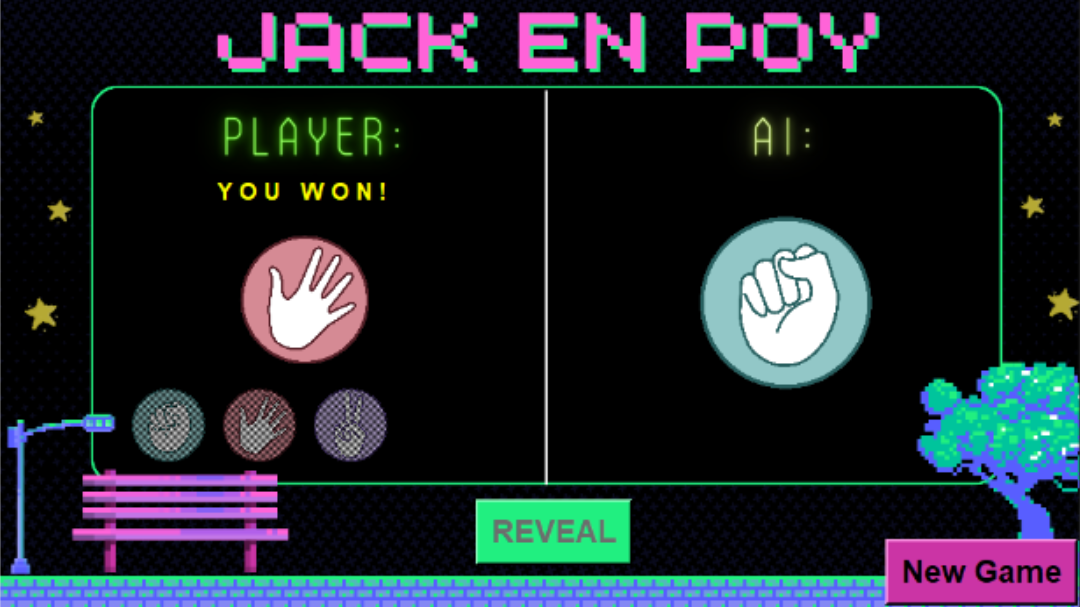 JACK EN POY
PLAYER:
YOU WON!
AI:
REVEAL
New Game